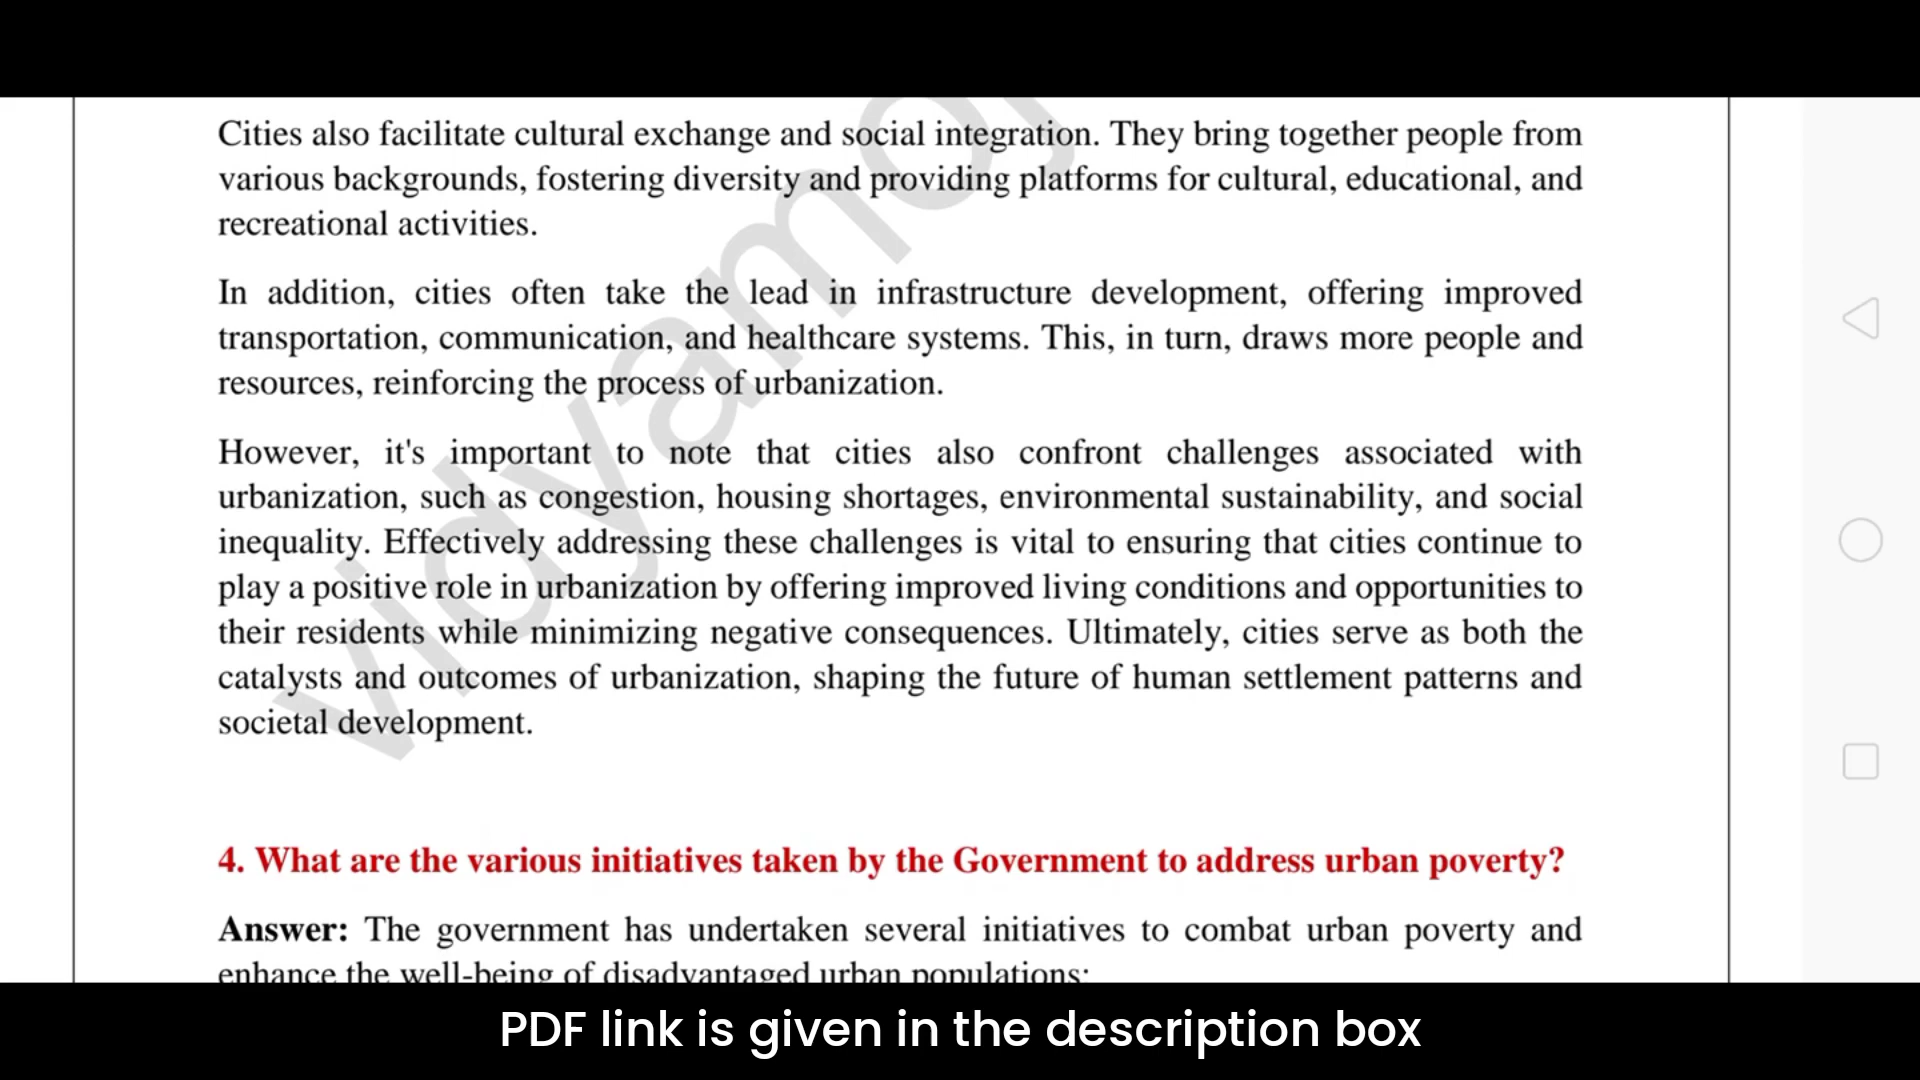 Cities also facilitate cultural exchange and social integration. They bring together people from
various backgrounds, fostering diversity and providing platforms for cultural, educational, and
recreational activities.
In addition, cities often take the lead in infrastructure development, offering improved
transportation, communication, and healthcare systems. This, in turn, draws more people and
resources, reinforcing the process of urbanization.
However, it's important to note that cities also confront challenges associated with
urbanization, such as congestion, housing shortages, environmental sustainability, and social
inequality. Effectively addressing these challenges is vital to ensuring that cities continue to
play a positive role in urbanization by offering improved living conditions and opportunities to
their residents while minimizing negative consequences. Ultimately, cities serve as both the
catalysts and outcomes of urbanization, shaping the future of human settlement patterns and
societal development.
4. What are the various initiatives taken by the Government to address urban poverty?
Answer: The government has undertaken several initiatives to combat urban poverty and
enhance the well-being of disadvantaged urban populations:
vidyamoj
PDF link is given in the description box